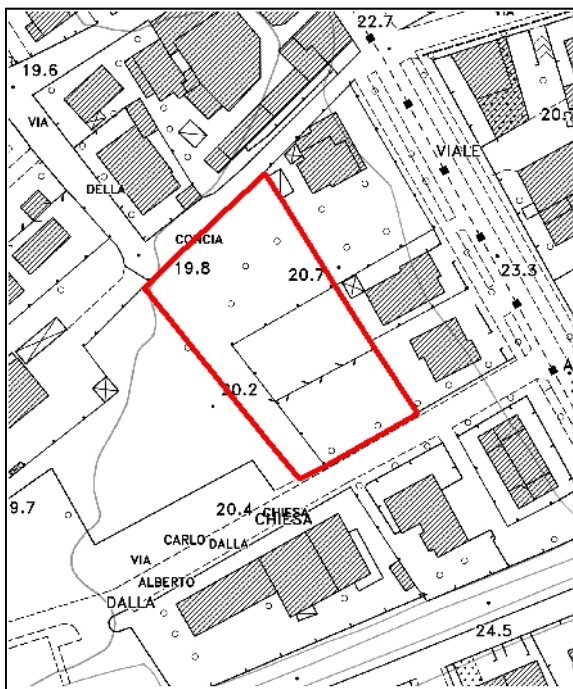 22.7
VIA
19.6
20.
VIA
VIALE
DELLA
CONCIA
19.8
20.7
23.3
A
20.2
9.7
20.4
CHIESA
CHIESA
CARLO DALLA
VIA
ALBERTO
DALLA
24.5